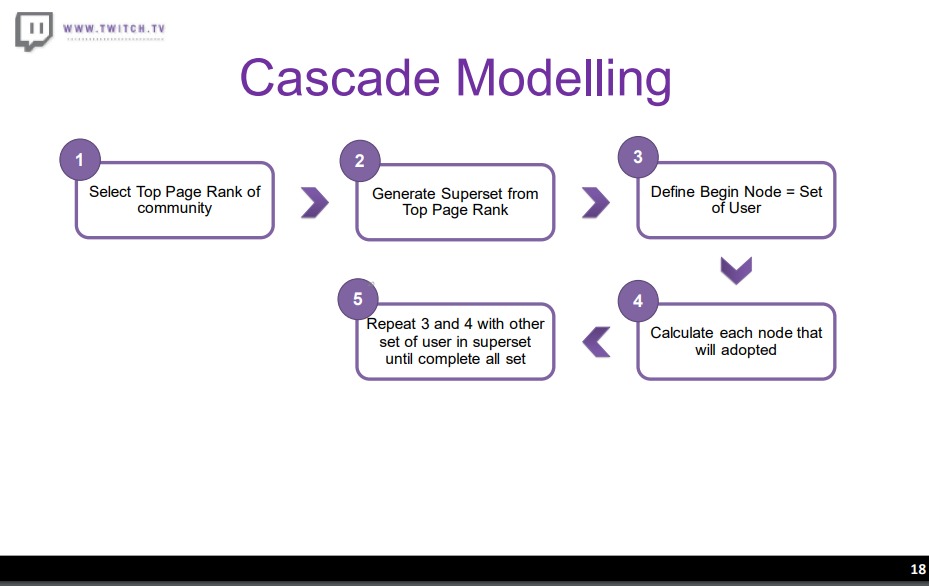 WWW.TWITCH.TV
Cascade Modelling
1
Select Top Page Rank of
community
2
Generate Superset from
Top Page Rank
3
Define Begin Node = Set
of User
4
Calculate each node that
will adopted
5
Repeat 3 and 4 with other
set of user in superset
until complete all set
18